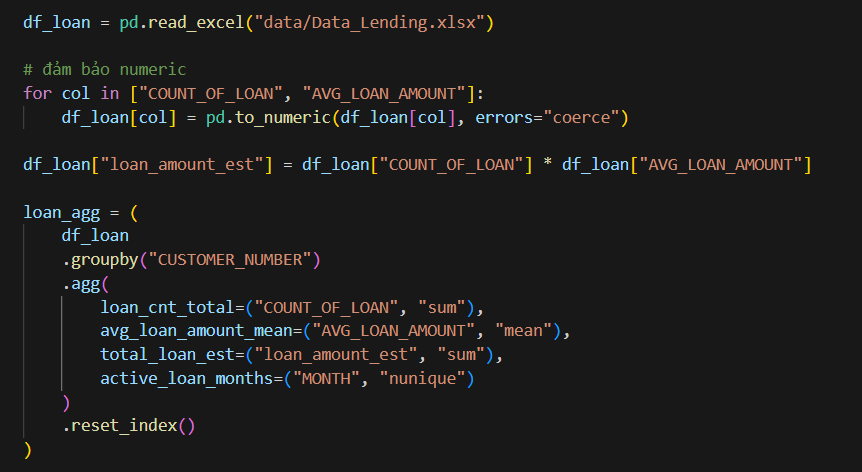 df_loan = pd.read_excel("data/Data_Lending.xlsx")
# đảm bảo numeric
for col in ["COUNT_OF_LOAN", "AVG_LOAN_AMOUNT"]:
    df_loan[col] = pd.to_numeric(df_loan[col], errors="coerce")
df_loan["loan_amount_est"] = df_loan["COUNT_OF_LOAN"] * df_loan["AVG_LOAN_AMOUNT"]
loan_agg = (
    df_loan
    .groupby("CUSTOMER_NUMBER")
    .agg(
        loan_cnt_total=("COUNT_OF_LOAN", "sum"),
        avg_loan_amount_mean=("AVG_LOAN_AMOUNT", "mean"),
        total_loan_est=("loan_amount_est", "sum"),
        active_loan_months=("MONTH", "nunique")
    )
    .reset_index()
)